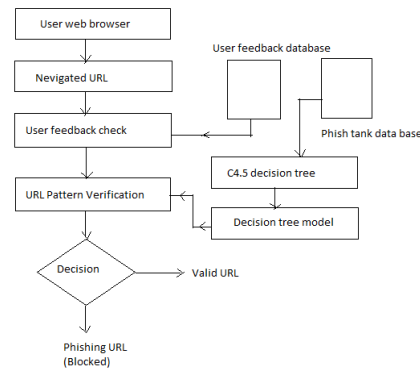 User web browser
User feedback database
Nevigated URL
User feedback check
Phish tank data base
C4.5 decision tree
URL Pattern Verification
Decision tree model
Decision
Valid URL
Phishing URL
(Blocked)